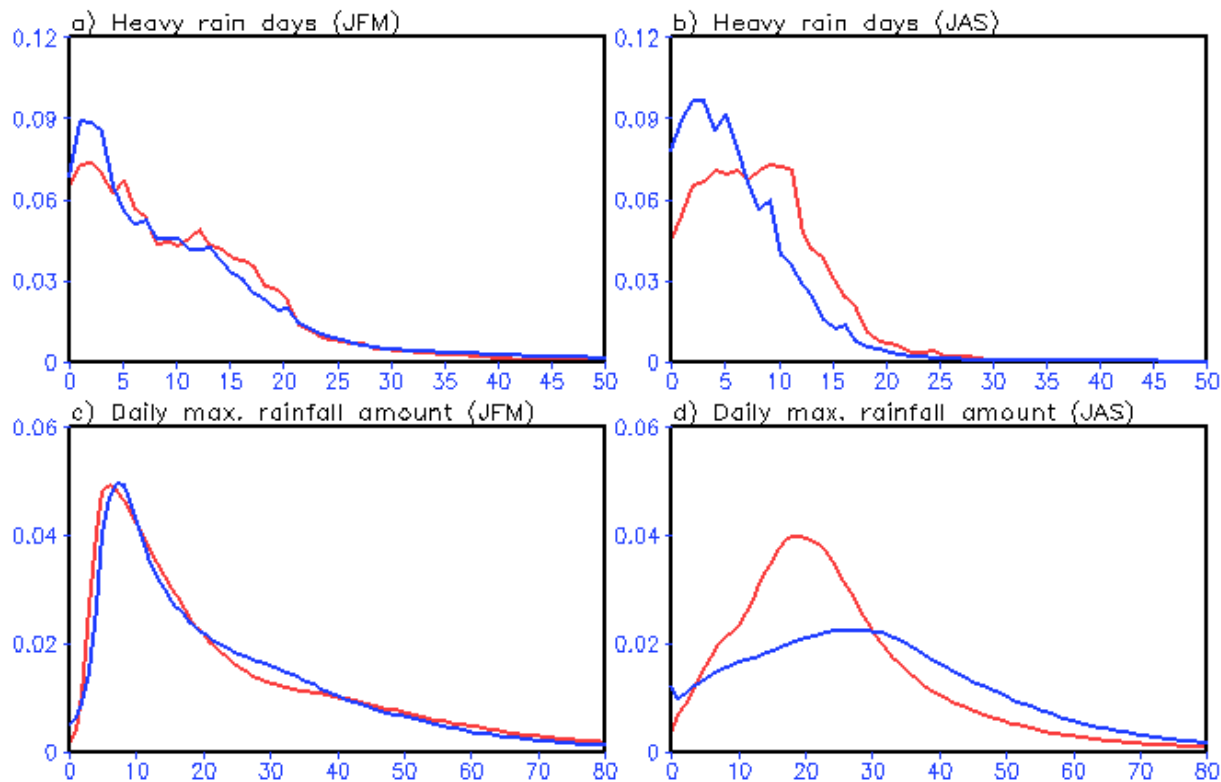 a) Heavy rain days (JFM)
0.12
0.09
0.06
0.03
0
0 5 10 15 20 25 30 35 40 45 50
b) Heavy rain days (JAS)
0.12
0.09
0.06
0.03
0
0 5 10 15 20 25 30 35 40 45 50
c) Daily max. rainfall amount (JFM)
0.06
0.04
0.02
0
0 10 20 30 40 50 60 70 80
d) Daily max. rainfall amount (JAS)
0.06
0.04
0.02
0
0 10 20 30 40 50 60 70 80